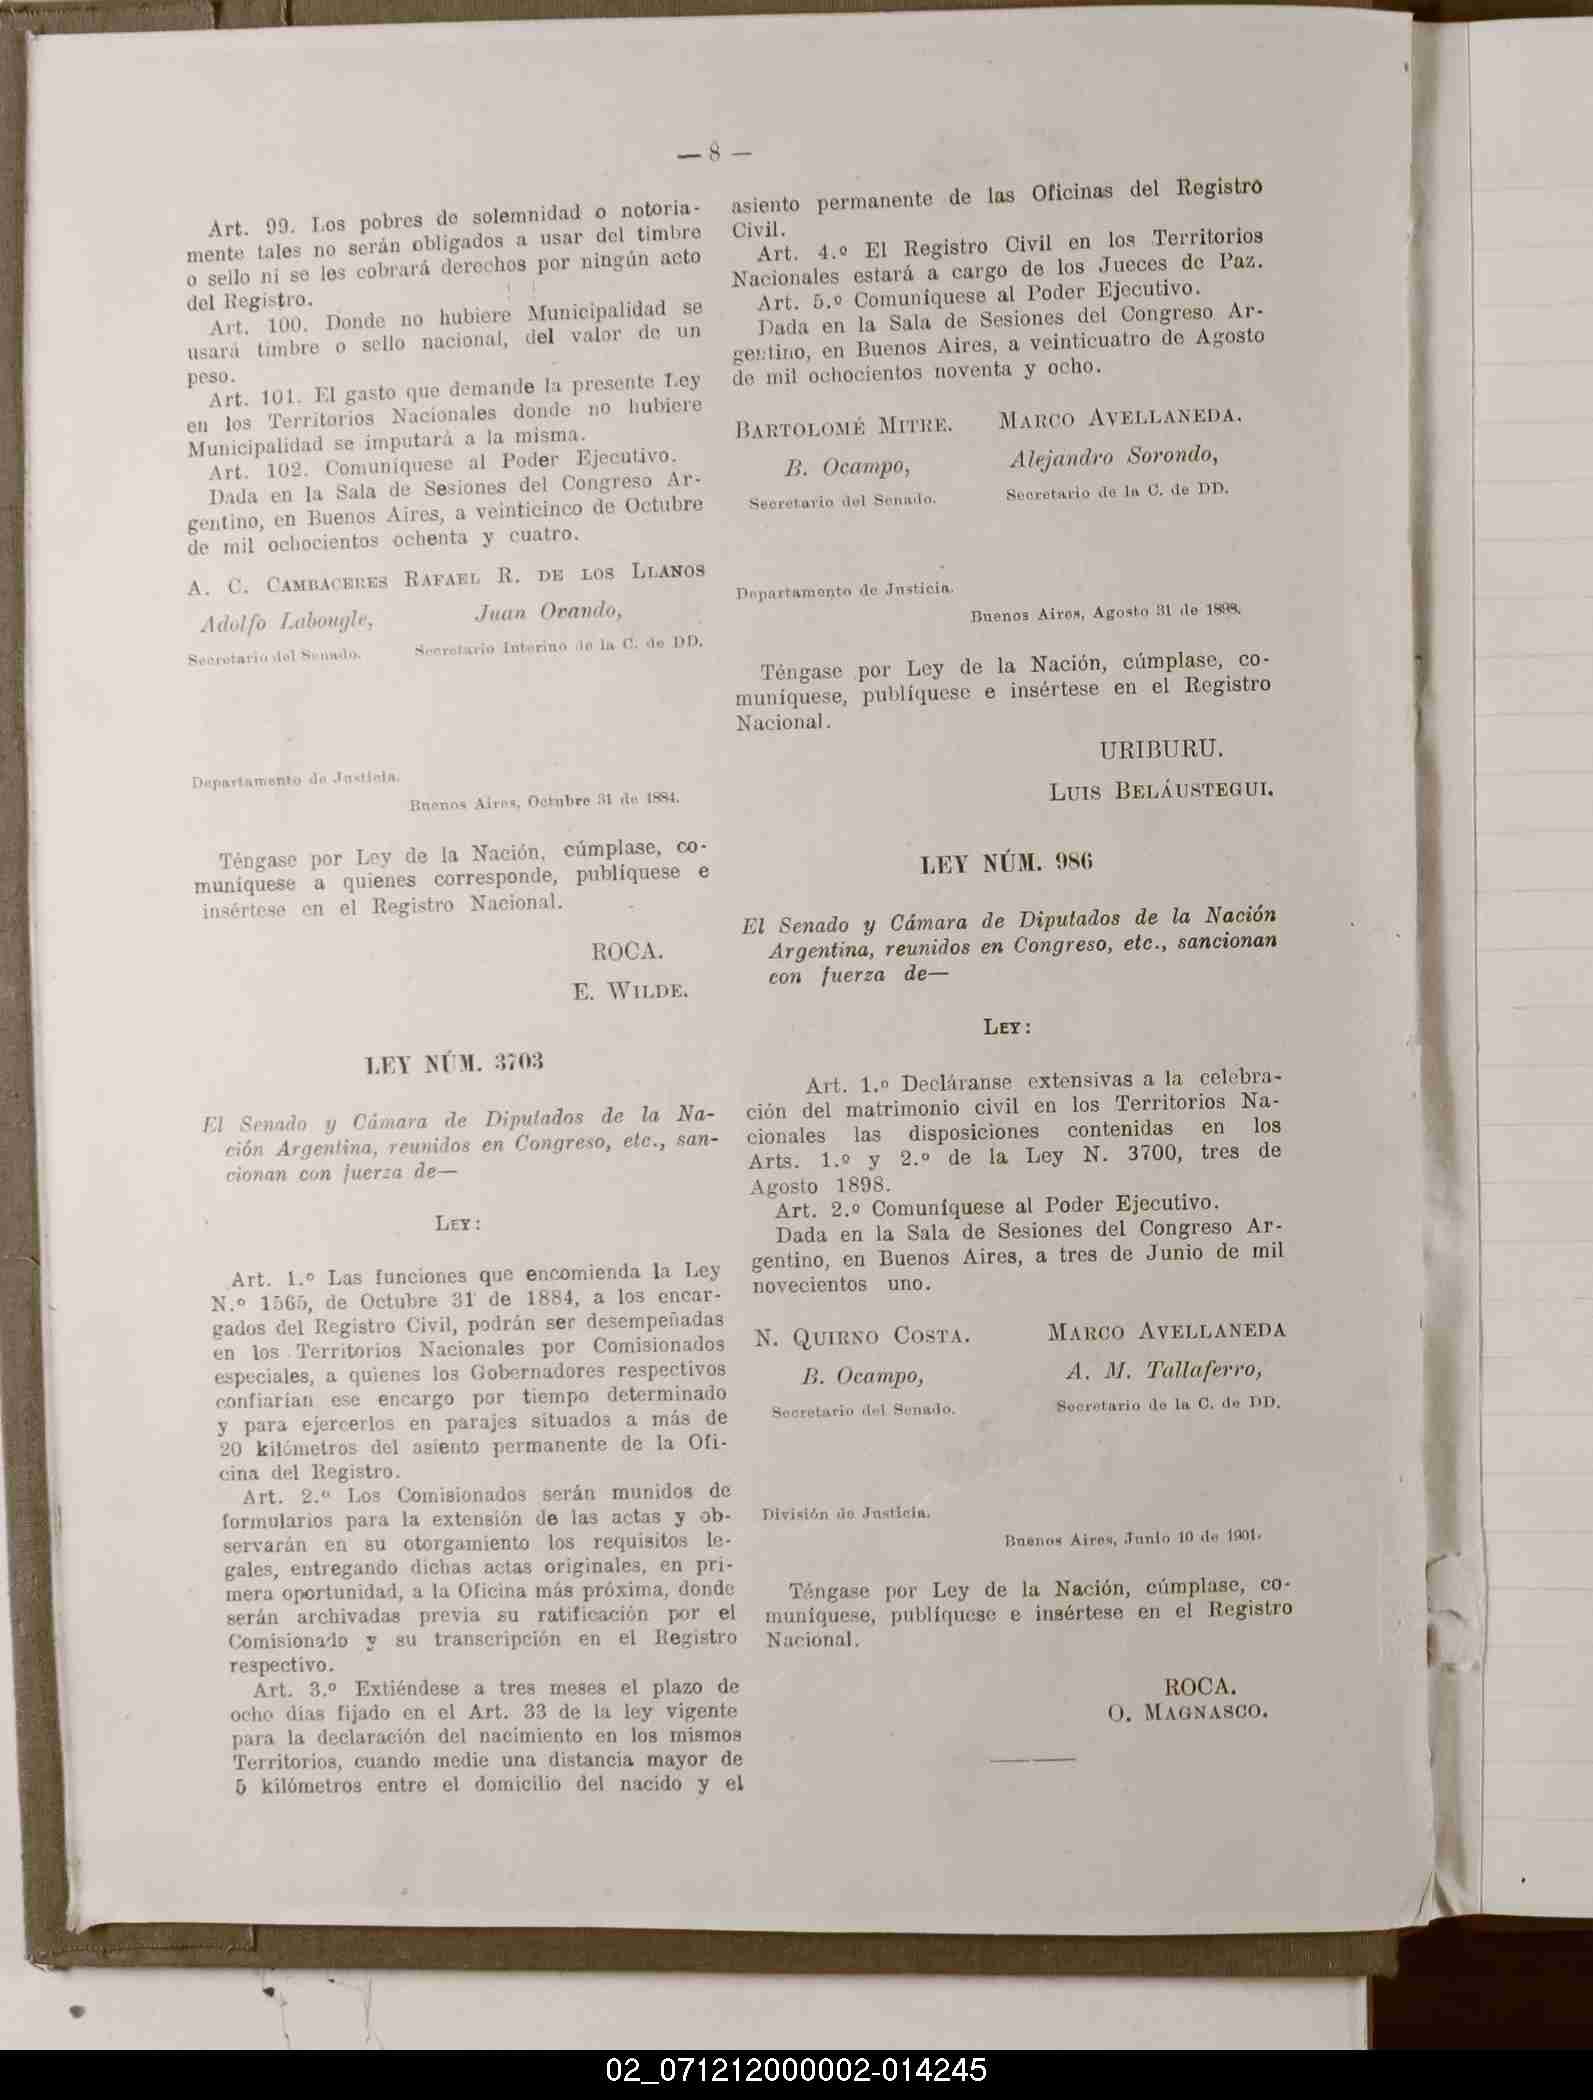 — 8 —
Art. 99. Los pobres de solemnidad o notoria-
mente tales no serán obligados a usar del timbre
o sello ni se les cobrará derechos por ningún acto
del Registro.
Art. 100. Donde no hubiere Municipalidad se
usará timbre o sello nacional, del valor de un
peso.
Art. 101. El gasto que demande la presente Ley
en los Territorios Nacionales donde no hubiere
Municipalidad se imputará a la misma.
Art. 102. Comuníquese al Poder Ejecutivo.
Dada en la Sala de Sesiones del Congreso Ar-
gentino, en Buenos Aires, a veinticinco de Octubre
de mil ochocientos ochenta y cuatro.
A. C. CAMBACERES RAFAEL R. DE LOS LLANOS
Adolfo Labougle, Juan Ovando,
Secretario del Senado. Secretario Interino de la C. de DD.
Departamento de Justicia.
Buenos Aires, Octubre 31 de 1884.
Téngase por Ley de la Nación, cúmplase, co-
muníquese a quienes corresponde, publíquese e
insértese en el Registro Nacional.
ROCA.
E. WILDE.
LEY NÚM. 3703
El Senado y Cámara de Diputados de la Na-
ción Argentina, reunidos en Congreso, etc., san-
cionan con fuerza de—
LEY:
Art. 1.º Las funciones que encomienda la Ley
N.º 1565, de Octubre 31 de 1884, a los encar-
gados del Registro Civil, podrán ser desempeñadas
en los Territorios Nacionales por Comisionados
especiales, a quienes los Gobernadores respectivos
confiarían ese encargo por tiempo determinado
y para ejercerlos en parajes situados a más de
20 kilómetros del asiento permanente de la Ofi-
cina del Registro.
Art. 2.º Los Comisionados serán munidos de
formularios para la extensión de las actas y ob-
servarán en su otorgamiento los requisitos le-
gales, entregando dichas actas originales, en pri-
mera oportunidad, a la Oficina más próxima, donde
serán archivadas previa su ratificación por el
Comisionado y su transcripción en el Registro
respectivo.
Art. 3.º Extiéndese a tres meses el plazo de
ocho días fijado en el Art. 33 de la ley vigente
para la declaración del nacimiento en los mismos
Territorios, cuando medie una distancia mayor de
5 kilómetros entre el domicilio del nacido y el
asiento permanente de las Oficinas del Registro
Civil.
Art. 4.º El Registro Civil en los Territorios
Nacionales estará a cargo de los Jueces de Paz.
Art. 5.º Comuníquese al Poder Ejecutivo.
Dada en la Sala de Sesiones del Congreso Ar-
gentino, en Buenos Aires, a veinticuatro de Agosto
de mil ochocientos noventa y ocho.
BARTOLOMÉ MITRE. MARCO AVELLANEDA.
B. Ocampo, Alejandro Sorondo,
Secretario del Senado. Secretario de la C. de DD.
Departamento de Justicia.
Buenos Aires, Agosto 31 de 1898.
Téngase por Ley de la Nación, cúmplase, co-
muníquese, publíquese e insértese en el Registro
Nacional.
URIBURU.
LUIS BELÁUSTEGUI.
LEY NÚM. 986
El Senado y Cámara de Diputados de la Nación
Argentina, reunidos en Congreso, etc., sancionan
con fuerza de—
LEY:
Art. 1.º Decláranse extensivas a la celebra-
ción del matrimonio civil en los Territorios Na-
cionales las disposiciones contenidas en los
Arts. 1.º y 2.º de la Ley N. 3700, tres de
Agosto 1898.
Art. 2.º Comuníquese al Poder Ejecutivo.
Dada en la Sala de Sesiones del Congreso Ar-
gentino, en Buenos Aires, a tres de Junio de mil
novecientos uno.
N. QUIRNO COSTA. MARCO AVELLANEDA
B. Ocampo, A. M. Tallaferro,
Secretario del Senado. Secretario de la C. de DD.
División de Justicia.
Buenos Aires, Junio 10 de 1901.
Téngase por Ley de la Nación, cúmplase, co-
muníquese, publíquese e insértese en el Registro
Nacional.
ROCA.
O. MAGNASCO.
02_071212000002-014245